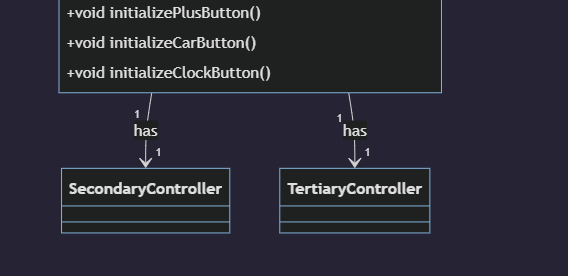 +void initializePlusButton()
+void initializeCarButton()
+void initializeClockButton()
1 1
has has
1 1
SecondaryController TertiaryController